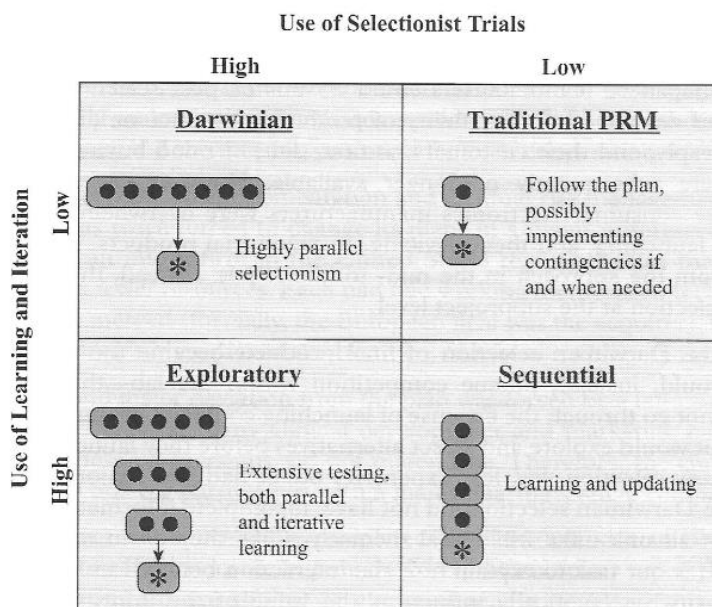 Use of Selectionist Trials
High
Low
Use of Learning and Iteration
Low
High
Darwinian
*
Highly parallel
selectionism
Traditional PRM
*
Follow the plan,
possibly
implementing
contingencies if
and when needed
Exploratory
*
Extensive testing,
both parallel
and iterative
learning
Sequential
*
Learning and updating